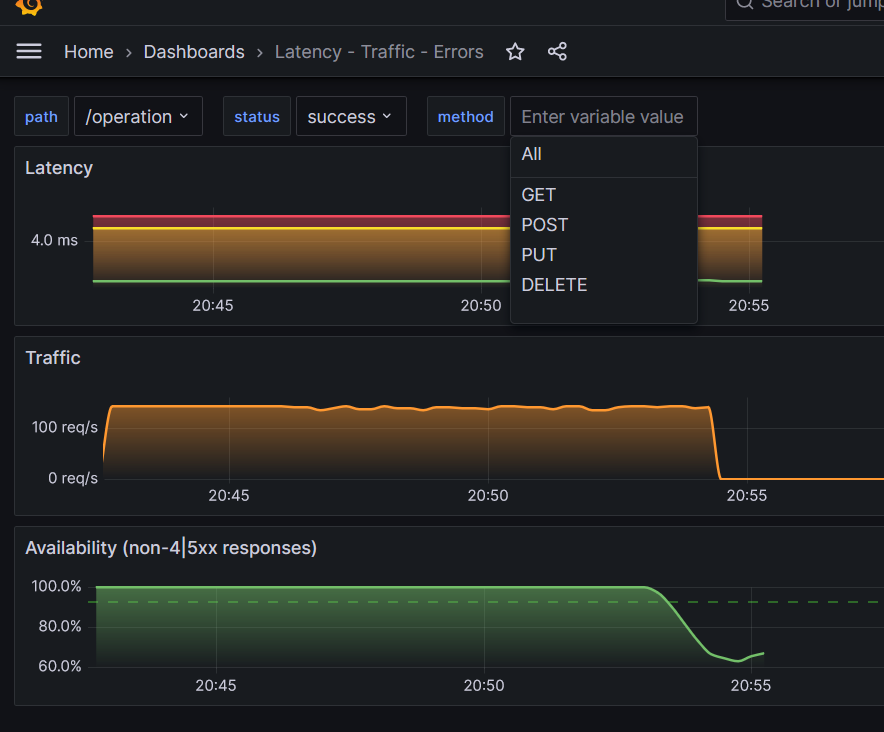 Search or jump
Home › Dashboards › Latency - Traffic - Errors
path /operation status success method Enter variable value
All
GET
POST
PUT
DELETE
Latency
4.0 ms
20:45 20:50 20:55
Traffic
100 req/s
0 req/s
20:45 20:50 20:55
Availability (non-4|5xx responses)
100.0%
80.0%
60.0%
20:45 20:50 20:55